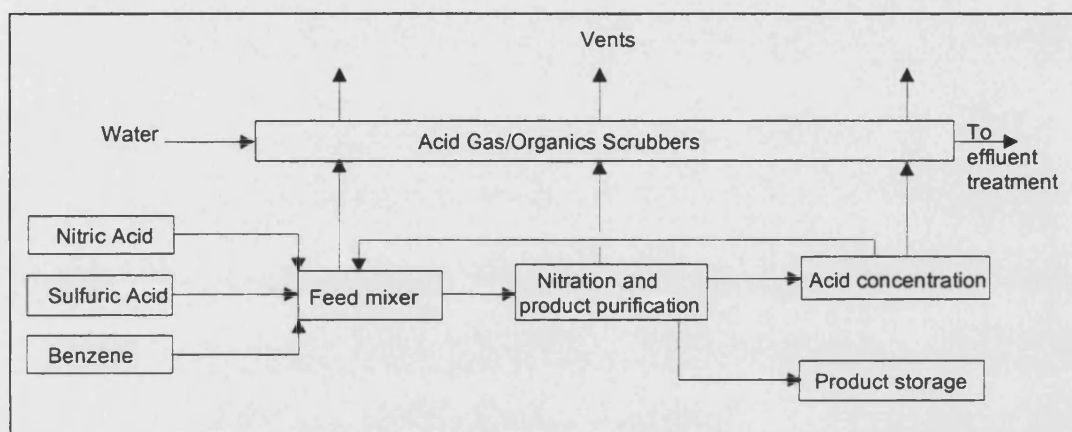 Vents
Water
Acid Gas/Organics Scrubbers
To
effluent
treatment
Nitric Acid
Sulfuric Acid
Benzene
Feed mixer
Nitration and
product purification
Acid concentration
Product storage